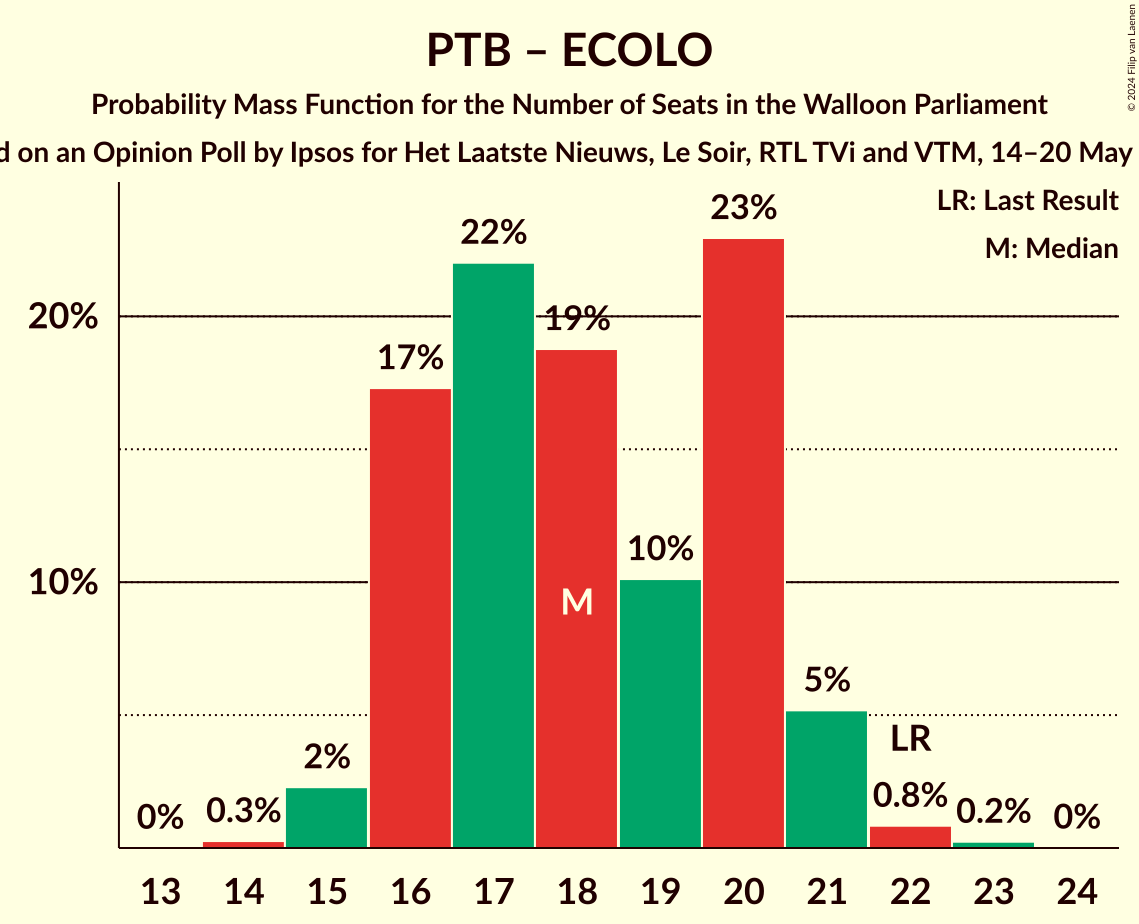 PTB – ECOLO
Probability Mass Function for the Number of Seats in the Walloon Parliament
on an Opinion Poll by Ipsos for Het Laatste Nieuws, Le Soir, RTL TVi and VTM, 14–20 May
© 2024 Filip van Laenen
LR: Last Result
M: Median
23%
22%
20%
19%
17%
10%
10%
M
5%
LR
2%
0%
0.3%
0.8%
0.2%
0%
13 14 15 16 17 18 19 20 21 22 23 24